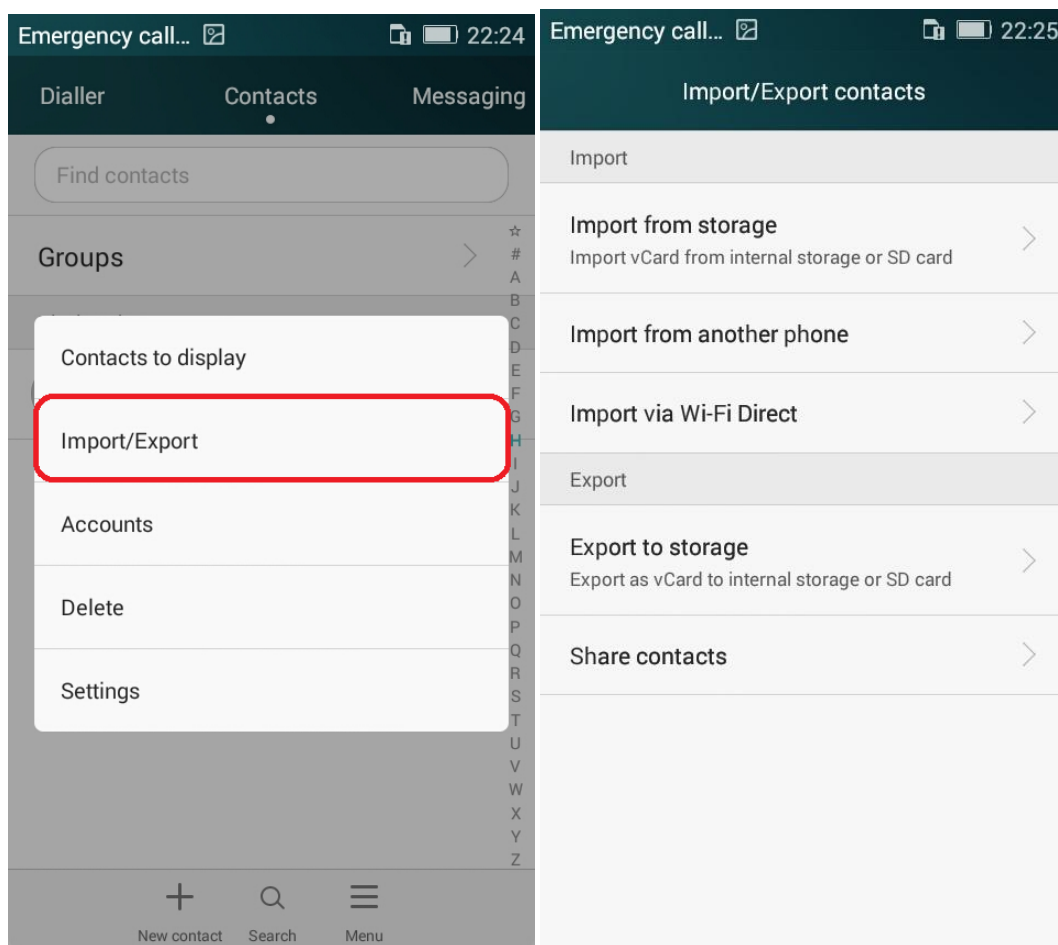 Emergency call... 22:24
Dialler Contacts Messaging
Find contacts
Groups
Contacts to display
Import/Export
Accounts
Delete
Settings
☆
#
A
B
C
D
E
F
G
H
I
J
K
L
M
N
O
P
Q
R
S
T
U
V
W
X
Y
Z
New contact Search Menu
Emergency call... 22:25
Import/Export contacts
Import
Import from storage
Import vCard from internal storage or SD card
Import from another phone
Import via Wi-Fi Direct
Export
Export to storage
Export as vCard to internal storage or SD card
Share contacts